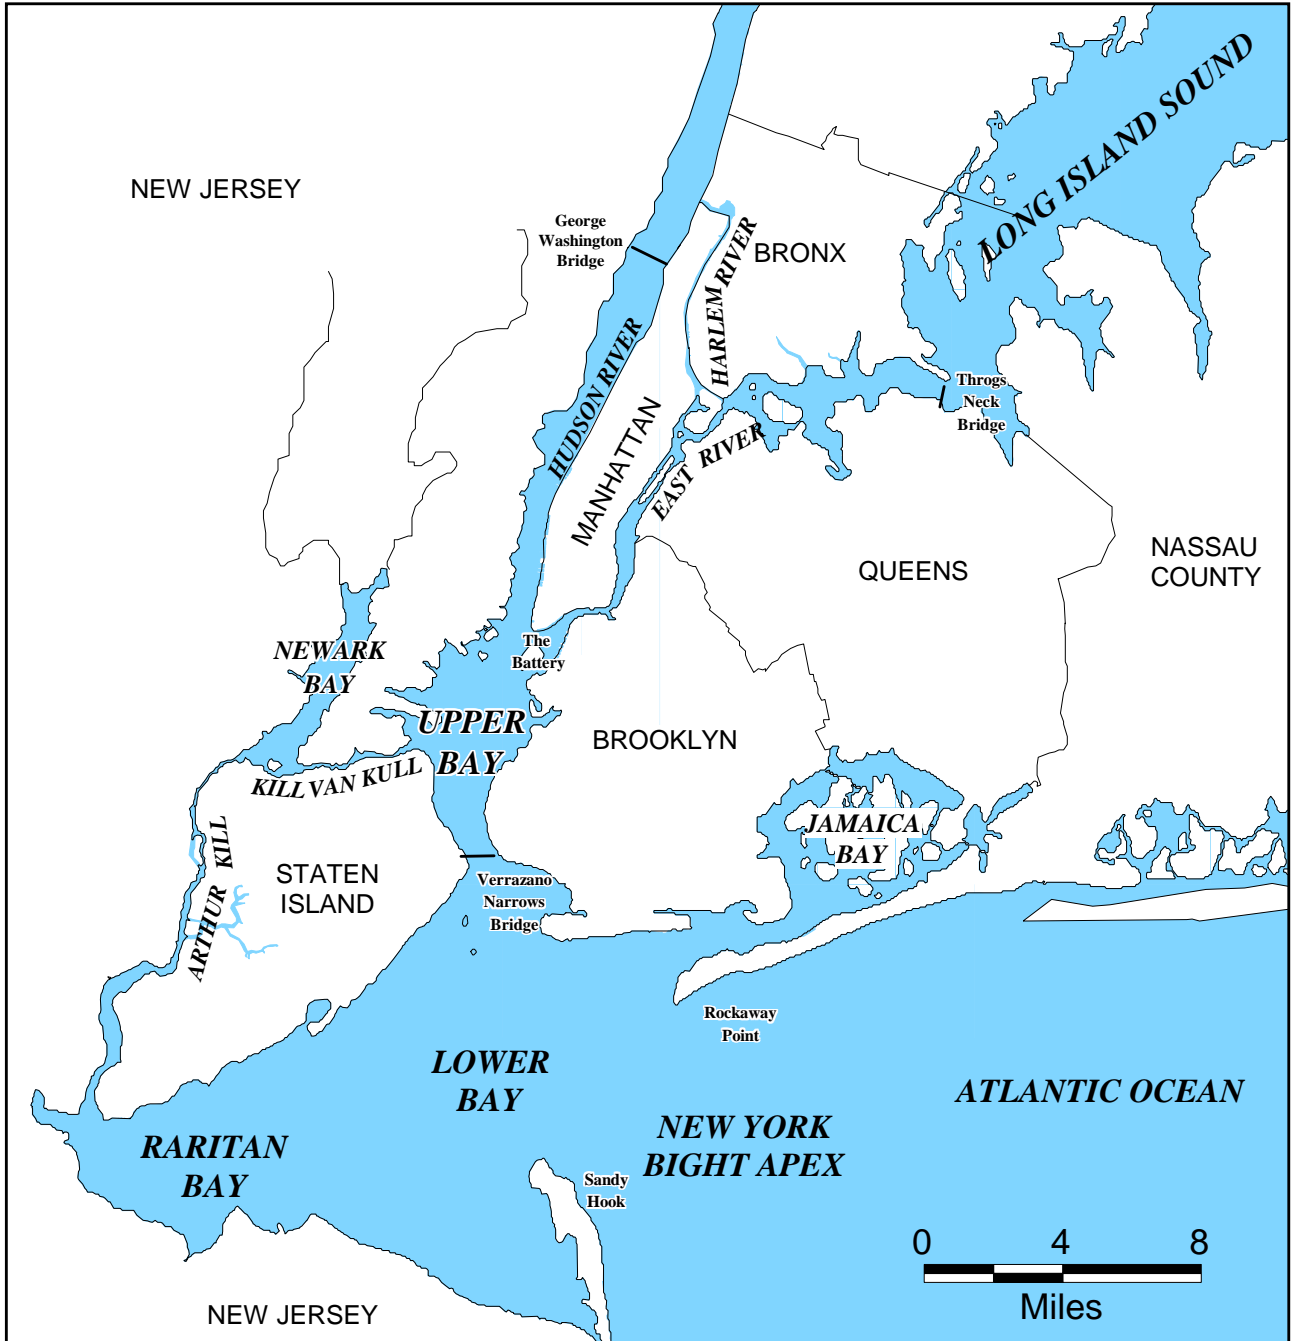 LONG ISLAND SOUND
NEW JERSEY
George
Washington
Bridge
BRONX
HARLEM RIVER
HUDSON RIVER
MANHATTAN
EAST RIVER
Throgs
Neck
Bridge
QUEENS
NASSAU
COUNTY
NEWARK
BAY
The
Battery
UPPER
BAY
BROOKLYN
KILL VAN KULL
ARTHUR KILL
STATEN
ISLAND
JAMAICA
BAY
Verrazano
Narrows
Bridge
Rockaway
Point
LOWER
BAY
ATLANTIC OCEAN
NEW YORK
BIGHT APEX
RARITAN
BAY
Sandy
Hook
0 4 8
Miles
NEW JERSEY